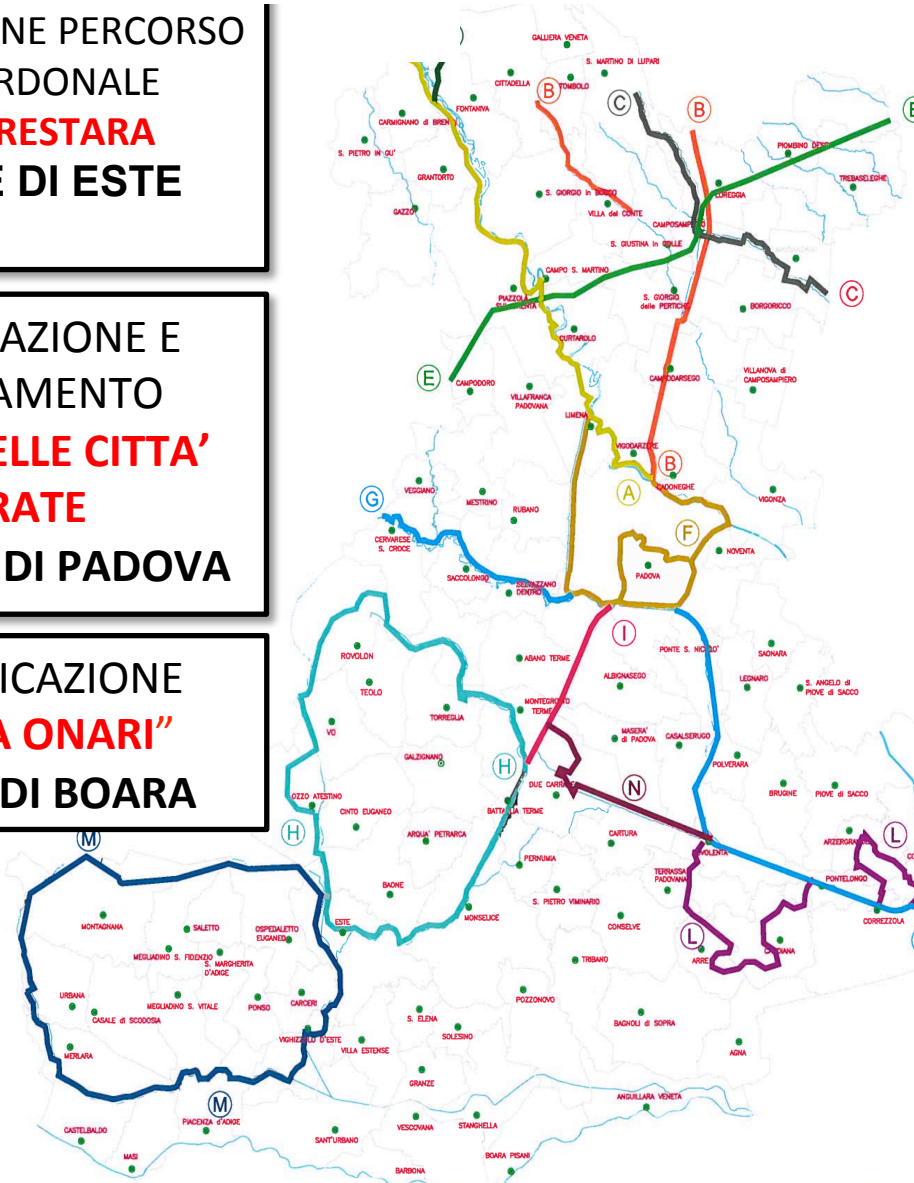 NE PERCORSO
RDONALE
RESTARA
E DI ESTE
AZIONE E
AMENTO
ELLE CITTA'
RATE
DI PADOVA
ICAZIONE
A ONARI"
DI BOARA
GALLIERA VENETA
S. MARTINO DI LUPARI
CITTADELLA
TOMBOLO
B
C
B
E
FONTANIVA
CARMIGNANO di BREN
S. PIETRO IN GU'
GRANTORTO
GAZZO
S. GIORGIO in BOSCO
VILLA del CONTE
PIOMBINO DESE
TREBASELEGHE
LOREGGIA
CAMPOSAMPIERO
S. GIUSTINA in COLLE
CAMPO S. MARTINO
PIAZZOLA SUL BRENTA
S. GIORGIO
delle PERTICHE
BORGORICCO
C
CURTAROLO
E
CAMPODORO
VILLAFRANCA
PADOVANA
CAMPODARSEGO
VILLANOVA di
CAMPOSAMPIERO
LIMENA
VIGODARZERE
B
CADONEGHE
A
VEGGIANO
MESTRINO
RUBANO
VIGONZA
G
CERVARESE
S. CROCE
F
NOVENTA
PADOVA
SACCOLONGO
SELVAZZANO
DENTRO
I
PONTE S. NICOLO'
ROVOLON
ABANO TERME
SAONARA
TEOLO
ALBIGNASEGO
LEGNARO
S. ANGELO di
PIOVE di SACCO
TORREGLIA
MONTEGROTTO
TERME
VO
MASERA'
di PADOVA
CASALSERUGO
GALZIGNANO
H
POLVERARA
DUE CARRARE
N
BRUGINE
PIOVE di SACCO
OZZO ATESTINO
BATTAGLIA TERME
CINTO EUGANEO
H
ARQUA' PETRARCA
CARTURA
ARZERGRANDE
L
CO
M
OVOLENTA
PERNUMIA
TERRASSA
PADOVANA
PONTELONGO
BAONE
S. PIETRO VIMINARIO
MONSELICE
CORREZZOLA
MONTAGNANA
SALETTO
OSPEDALETTO
EUGANEO
ESTE
CONSELVE
L
ARRE
CANDIANA
MEGLIADINO S. FIDENZIO
S. MARGHERITA
D'ADIGE
TRIBANO
URBANA
MEGLIADINO S. VITALE
PONSO
CARCERI
POZZONOVO
CASALE di SCODOSIA
S. ELENA
BAGNOLI di SOPRA
VIGHIZZOLO D'ESTE
VILLA ESTENSE
SOLESINO
MERLARA
AGNA
GRANZE
M
ANGUILLARA VENETA
CASTELBALDO
PIACENZA d'ADIGE
VESCOVANA
STANGHELLA
SANT'URBANO
MASI
BARBONA
BOARA PISANI